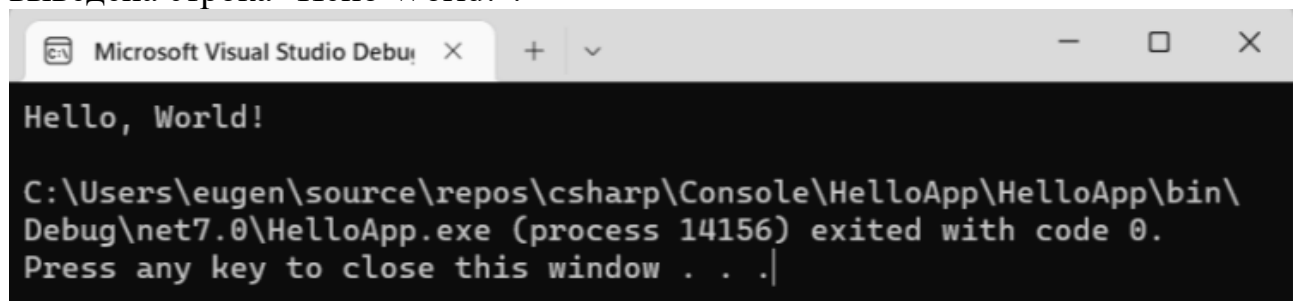 Microsoft Visual Studio Debu
Hello, World!
C:\Users\eugen\source\repos\csharp\Console\HelloApp\HelloApp\bin\
Debug\net7.0\HelloApp.exe (process 14156) exited with code 0.
Press any key to close this window . . .